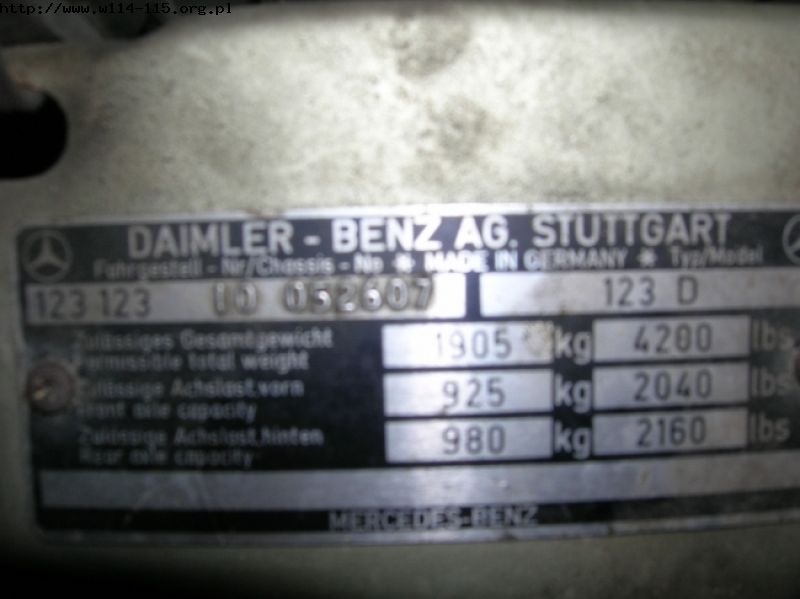 http://www.w114-115.org.pl
DAIMLER - BENZ AG. STUTTGART
Fahrgestell - Nr/Chassis - No * MADE IN GERMANY * Typ/Model
123 123 10 052607 123 D
Zulässiges Gesamtgewicht 1905 kg 4200 lbs
Permissible total weight
Zulässige Achslast,vorn 925 kg 2040 lbs
Front axle capacity
Zulässige Achslast,hinten 980 kg 2160 lbs
Rear axle capacity
MERCEDES-BENZ